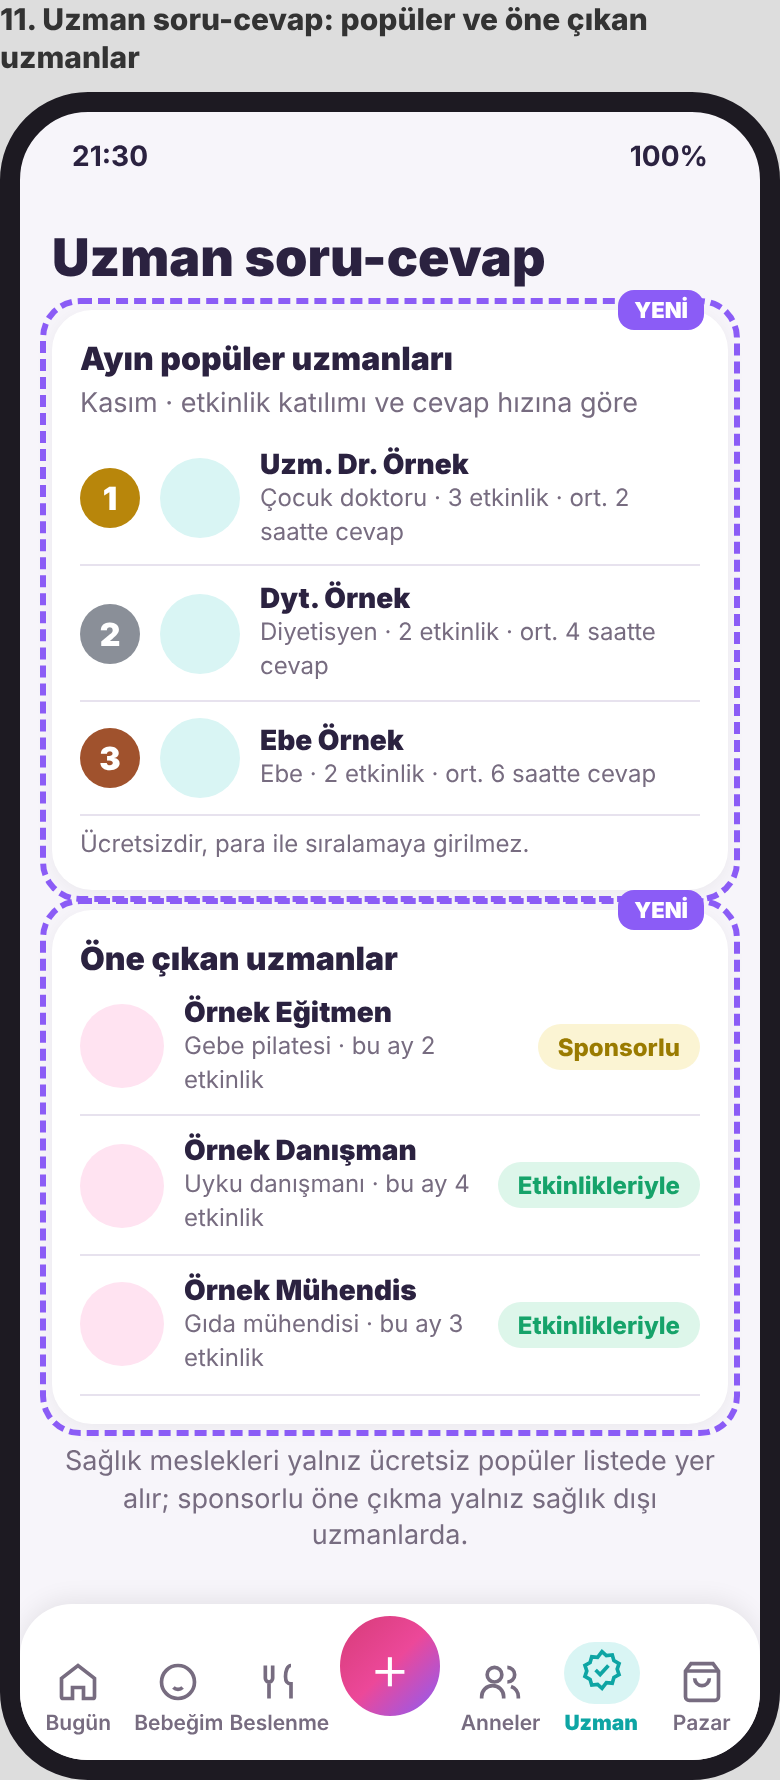 11. Uzman soru-cevap: popüler ve öne çıkan
uzmanlar
21:30
100%
Uzman soru-cevap
YENİ
Ayın popüler uzmanları
Kasım · etkinlik katılımı ve cevap hızına göre
1
Uzm. Dr. Örnek
Çocuk doktoru · 3 etkinlik · ort. 2
saatte cevap
2
Dyt. Örnek
Diyetisyen · 2 etkinlik · ort. 4 saatte
cevap
3
Ebe Örnek
Ebe · 2 etkinlik · ort. 6 saatte cevap
Ücretsizdir, para ile sıralamaya girilmez.
YENİ
Öne çıkan uzmanlar
Örnek Eğitmen
Gebe pilatesi · bu ay 2
etkinlik
Sponsorlu
Örnek Danışman
Uyku danışmanı · bu ay 4
etkinlik
Etkinlikleriyle
Örnek Mühendis
Gıda mühendisi · bu ay 3
etkinlik
Etkinlikleriyle
Sağlık meslekleri yalnız ücretsiz popüler listede yer
alır; sponsorlu öne çıkma yalnız sağlık dışı
uzmanlarda.
Bugün
Bebeğim
Beslenme
Anneler
Uzman
Pazar